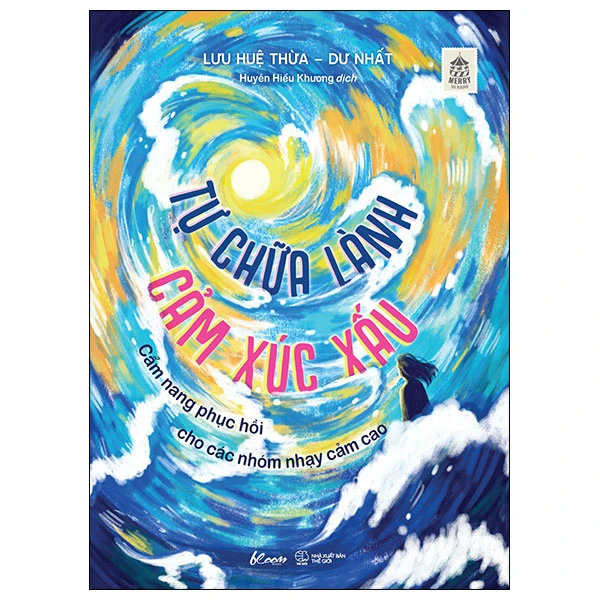 LƯU HUỆ THỪA – DƯ NHẤT
Huyền Hiếu Khương dịch
MERRY
TỰ CHỮA LÀNH
CẢM XÚC XẤU
Cẩm nang phục hồi
cho các nhóm nhạy cảm cao
bloom
NHÀ XUẤT BẢN
THẾ GIỚI